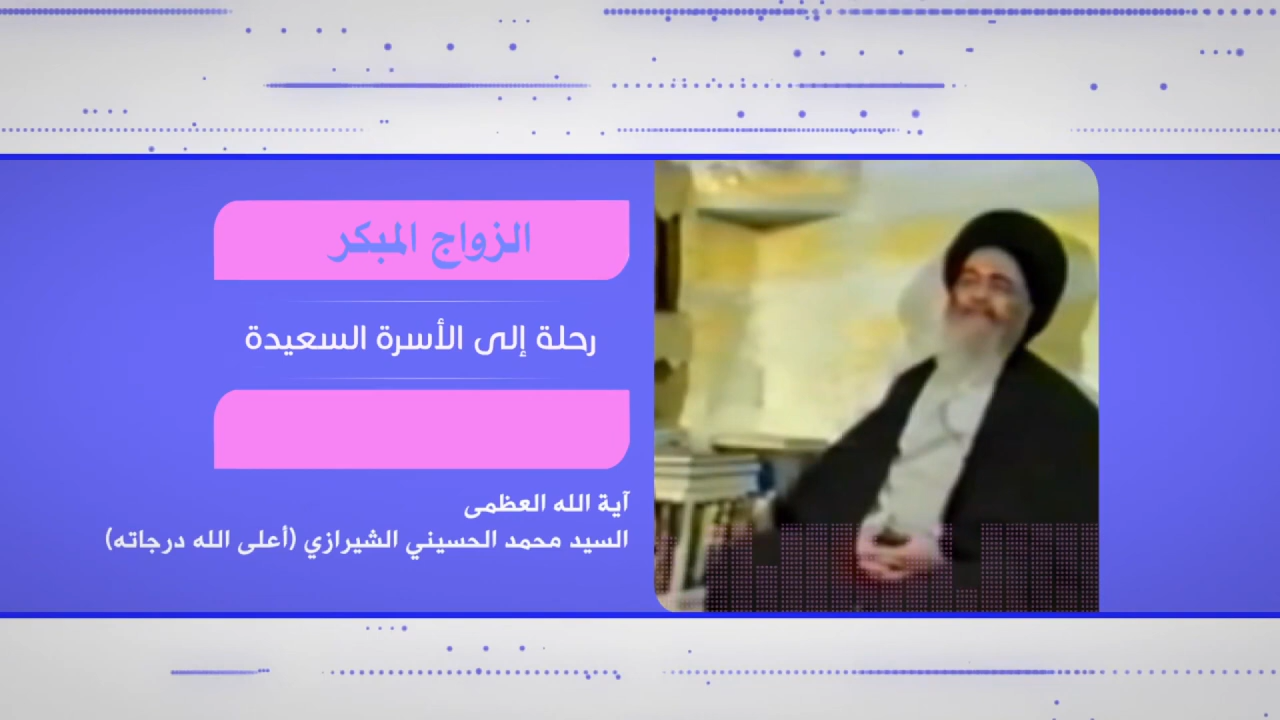 الزواج المبكر
رحلة إلى الأسرة السعيدة
آية الله العظمى
السيد محمد الحسيني الشيرازي (أعلى الله درجاته)